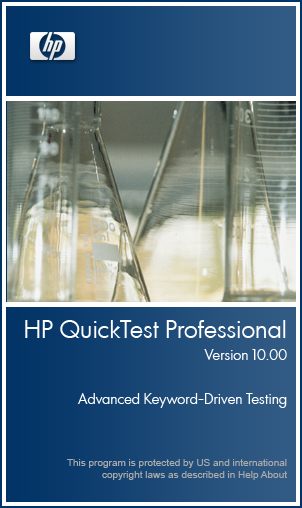 hp
HP QuickTest Professional
Version 10.00
Advanced Keyword-Driven Testing
This program is protected by US and international
copyright laws as described in Help About